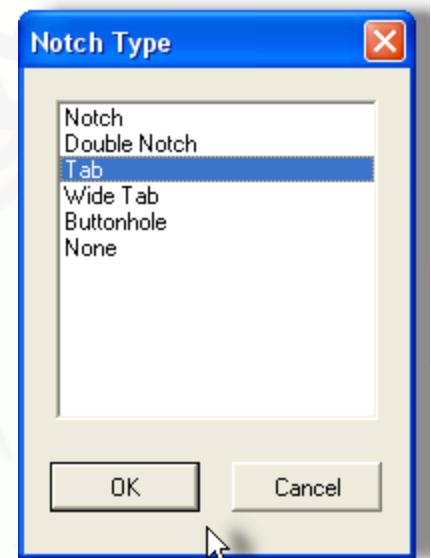 Notch Type
Notch
Double Notch
Tab
Wide Tab
Buttonhole
None
OK Cancel